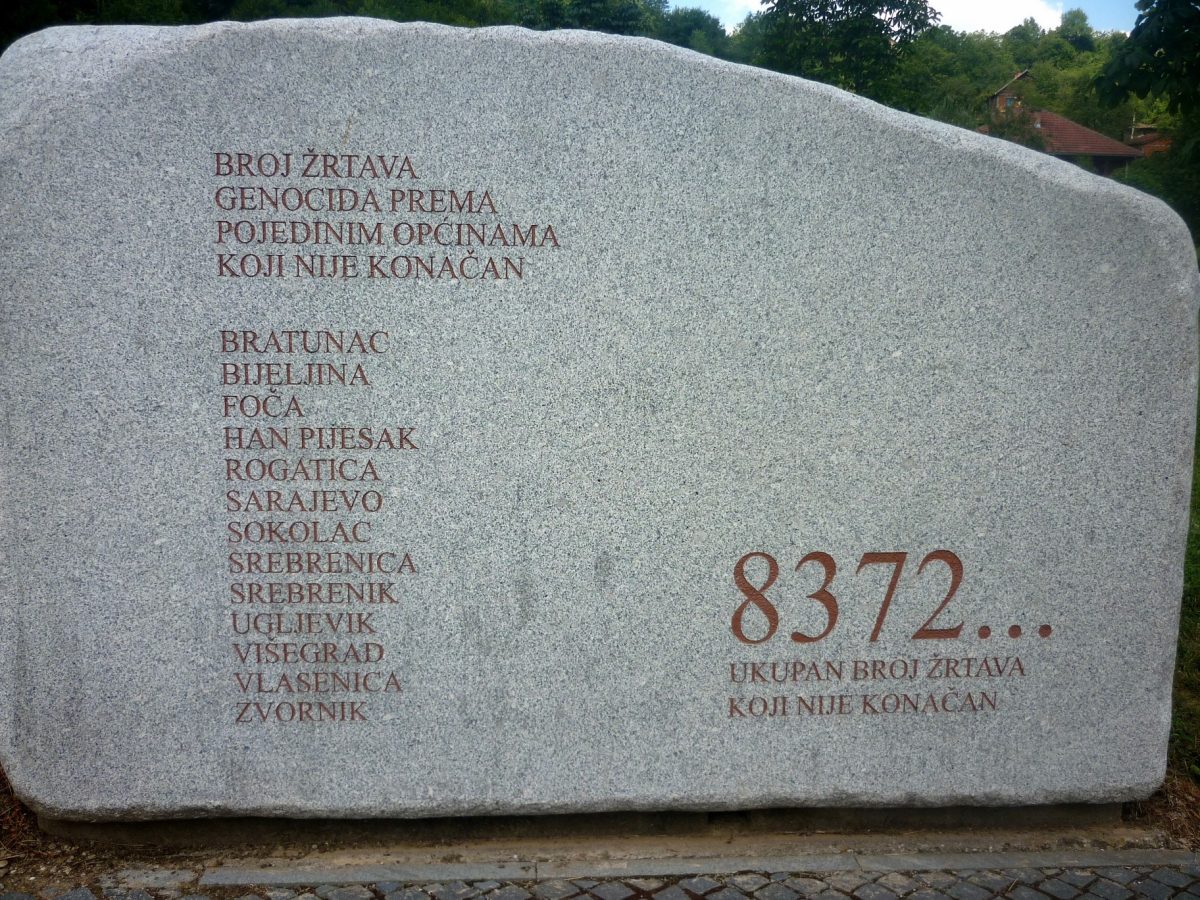 BROJ ŽRTAVA
GENOCIDA PREMA
POJEDINIM OPĆINAMA
KOJI NIJE KONAČAN
BRATUNAC
BIJELJINA
FOČA
HAN PIJESAK
ROGATICA
SARAJEVO
SOKOLAC
SREBRENICA
SREBRENIK
UGLJEVIK
VIŠEGRAD
VLASENICA
ZVORNIK
8372...
UKUPAN BROJ ŽRTAVA
KOJI NIJE KONAČAN